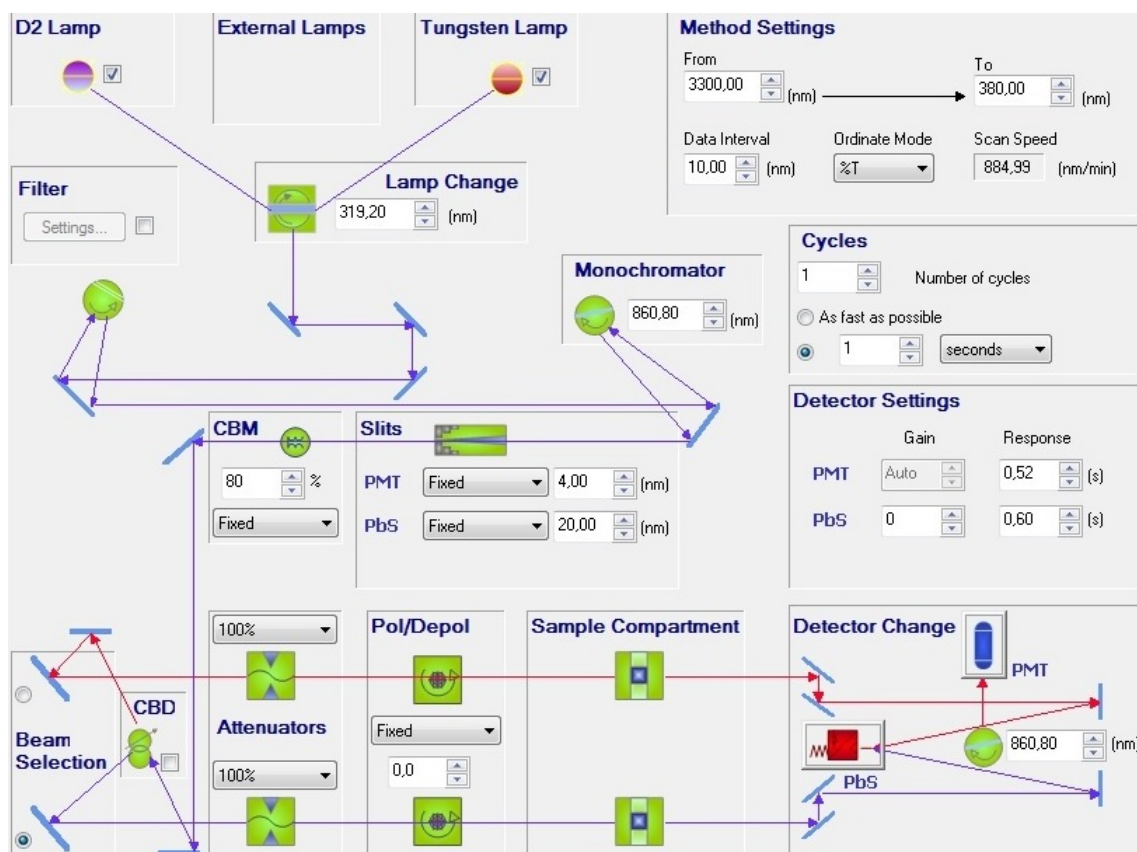 D2 Lamp
External Lamps
Tungsten Lamp
Method Settings
From
3300,00 (nm)
To
380,00 (nm)
Data Interval
10,00 (nm)
Ordinate Mode
%T
Scan Speed
884,99 (nm/min)
Filter
Settings...
Lamp Change
319,20 (nm)
Monochromator
860,80 (nm)
Cycles
1 Number of cycles
As fast as possible
1 seconds
CBM
80 %
Fixed
Slits
PMT Fixed 4,00 (nm)
PbS Fixed 20,00 (nm)
Detector Settings
Gain Response
PMT Auto 0,52 (s)
PbS 0 0,60 (s)
Beam
Selection
CBD
100%
Attenuators
100%
Pol/Depol
Fixed
0,0
Sample Compartment
Detector Change
PMT
860,80 (nm)
PbS